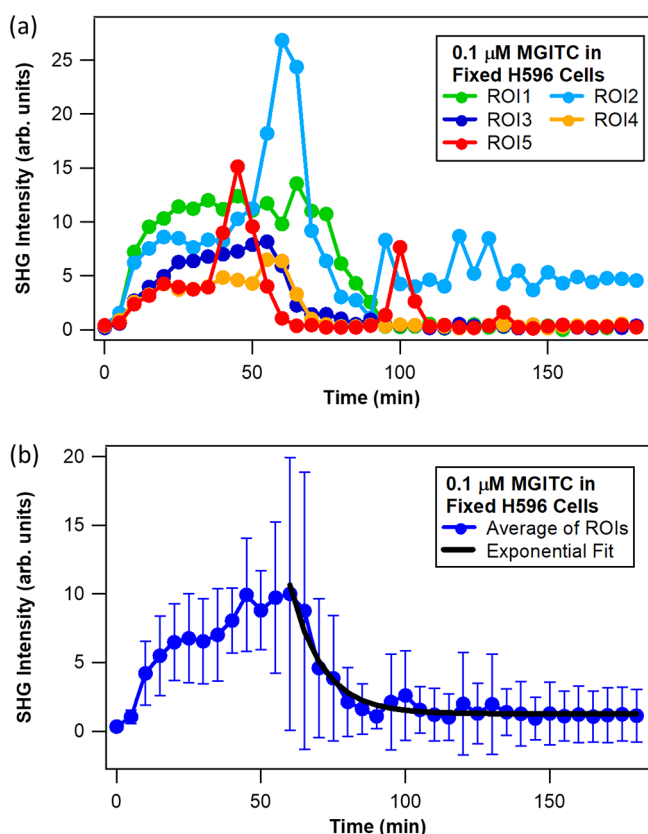 (a)
SHG Intensity (arb. units)
25
20
15
10
5
0
0.1 μM MGITC in
Fixed H596 Cells
ROI1 ROI2
ROI3 ROI4
ROI5
0 50 100 150
Time (min)
(b)
SHG Intensity (arb. units)
20
15
10
5
0
0.1 μM MGITC in
Fixed H596 Cells
Average of ROIs
Exponential Fit
0 50 100 150
Time (min)